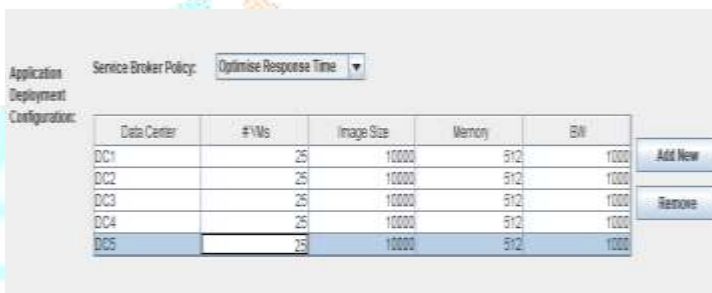 Application
Deployment
Configuration:
Service Broker Policy: Optimise Response Time
Data Center #VMs Image Size Memory BW
DC1 25 10000 512 1000
DC2 25 10000 512 1000
DC3 25 10000 512 1000
DC4 25 10000 512 1000
DC5 25 10000 512 1000
Add New
Remove